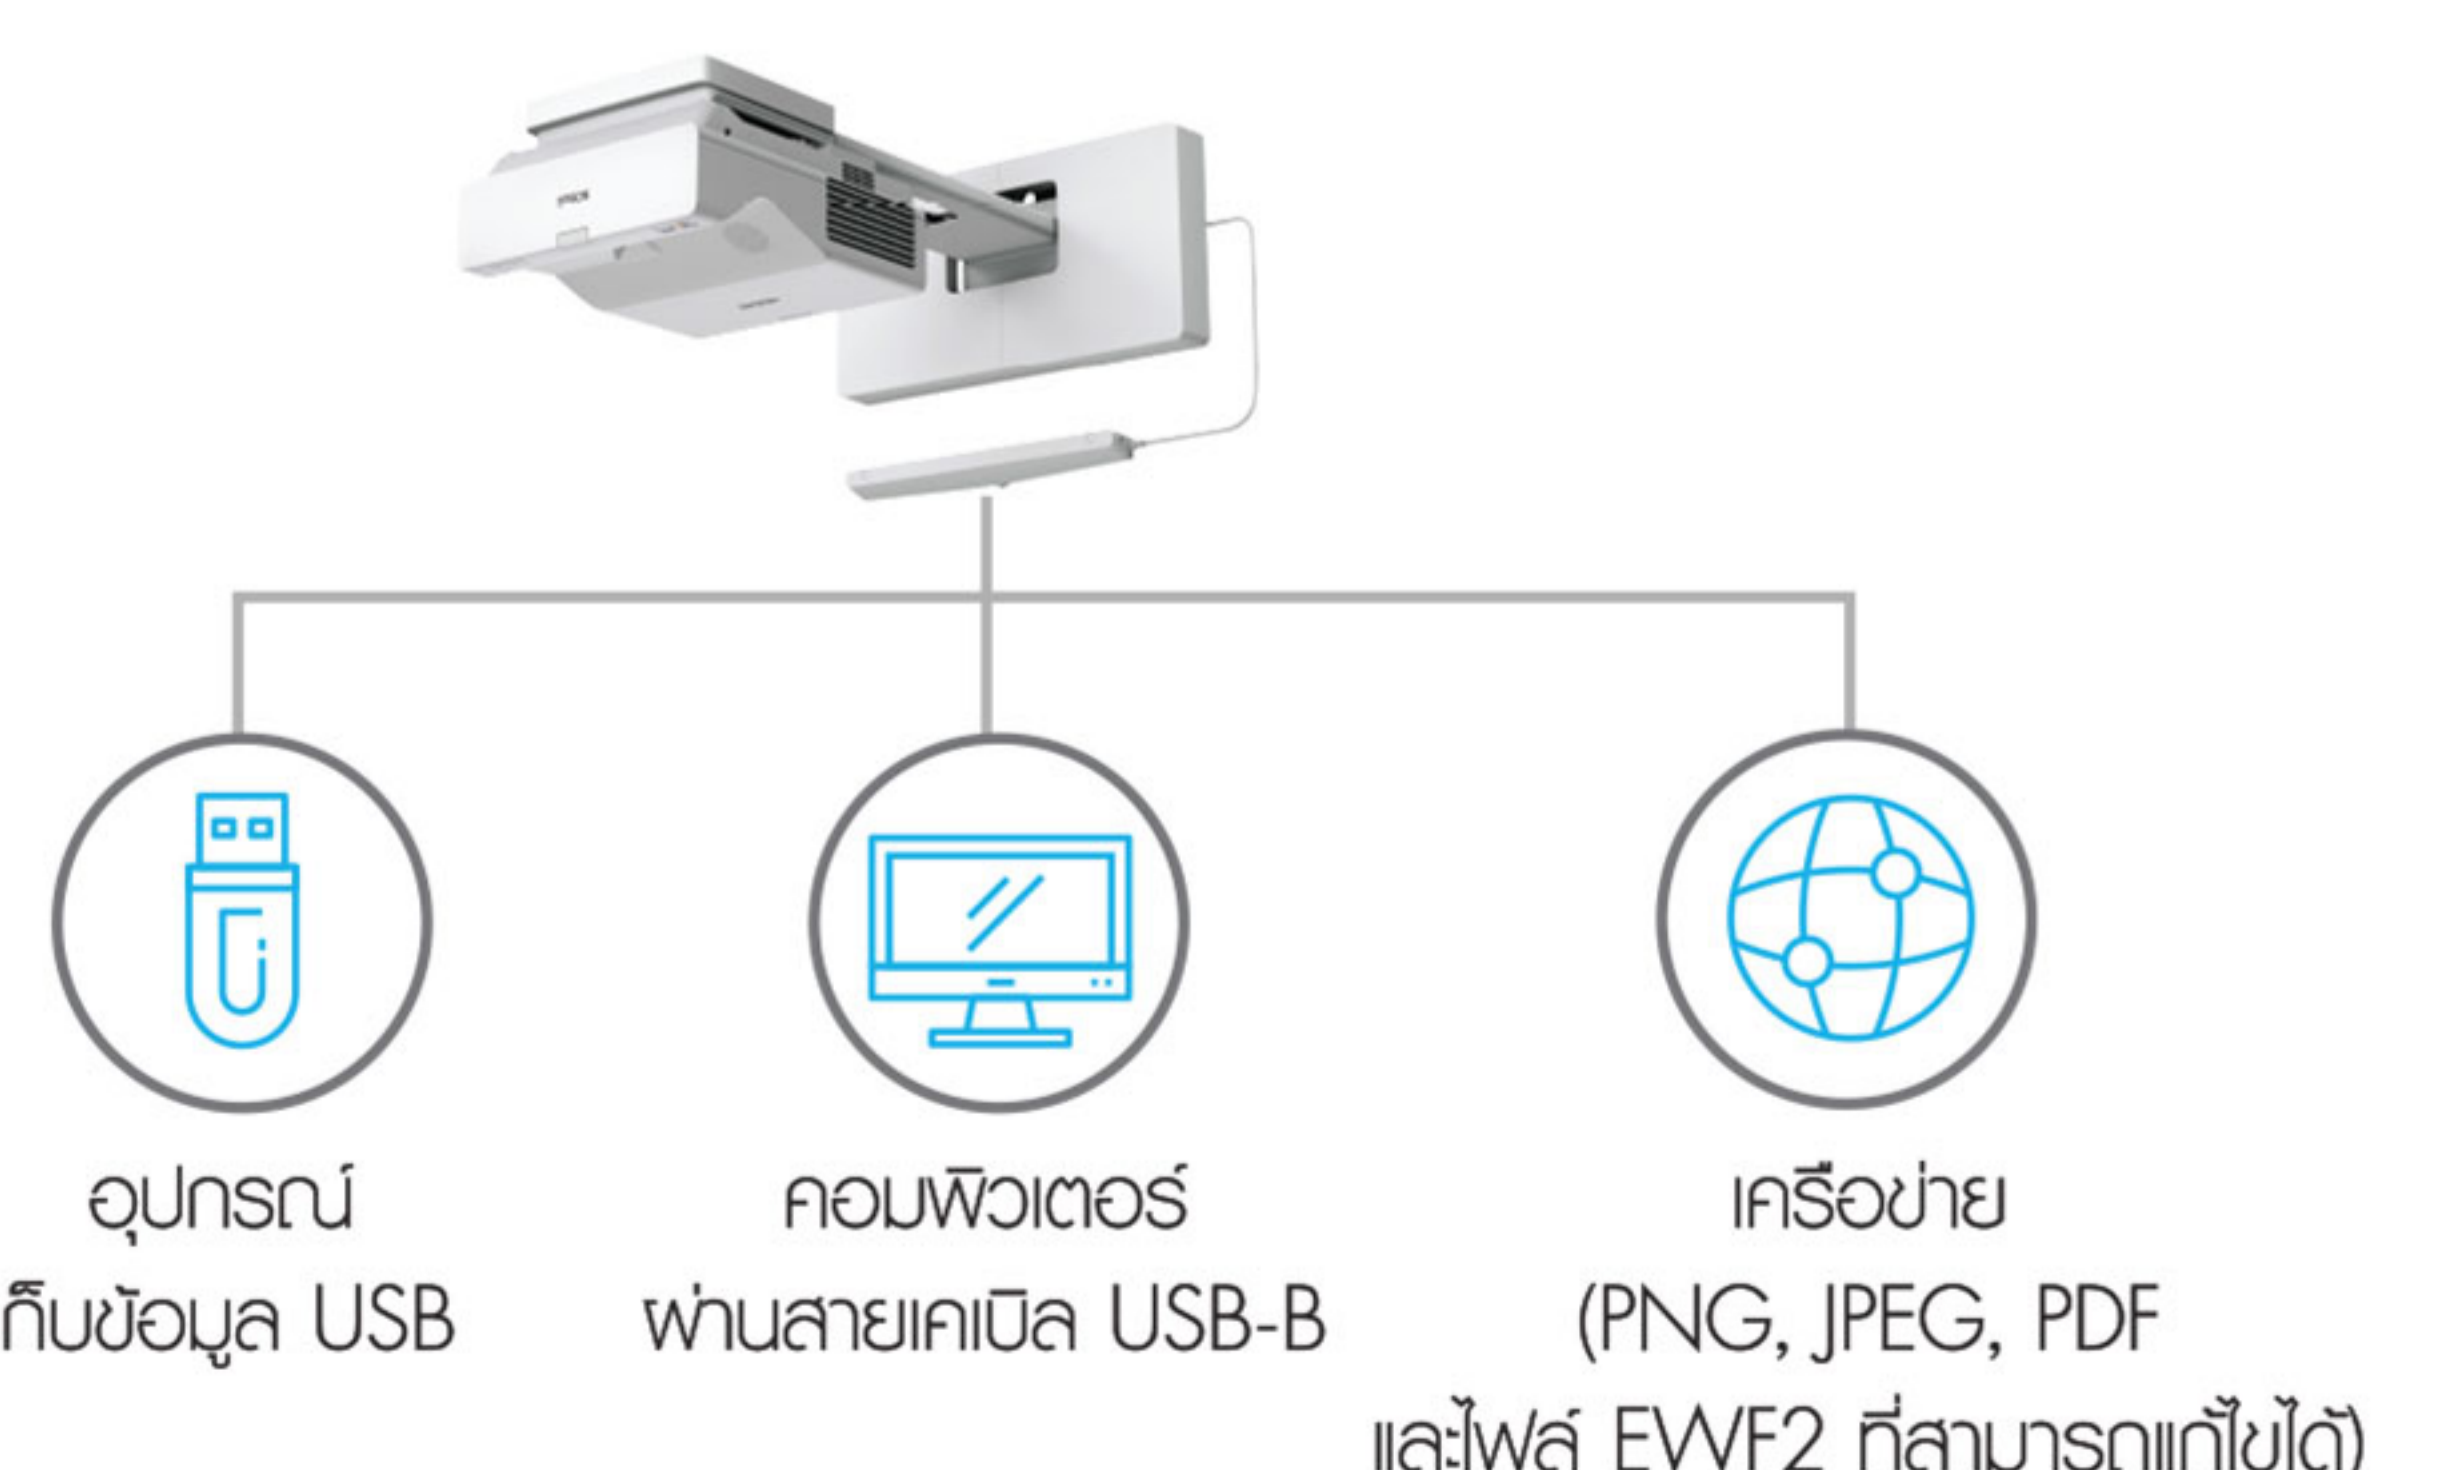 EPSON
อุปกรณ์
ก็บข้อมูล USB
คอมพิวเตอร์
ผ่านสายเคเบิล USB-B
เครือข่าย
(PNG, JPEG, PDF
และไฟล์ EWF2 ที่สามารถแก้ไขได้)